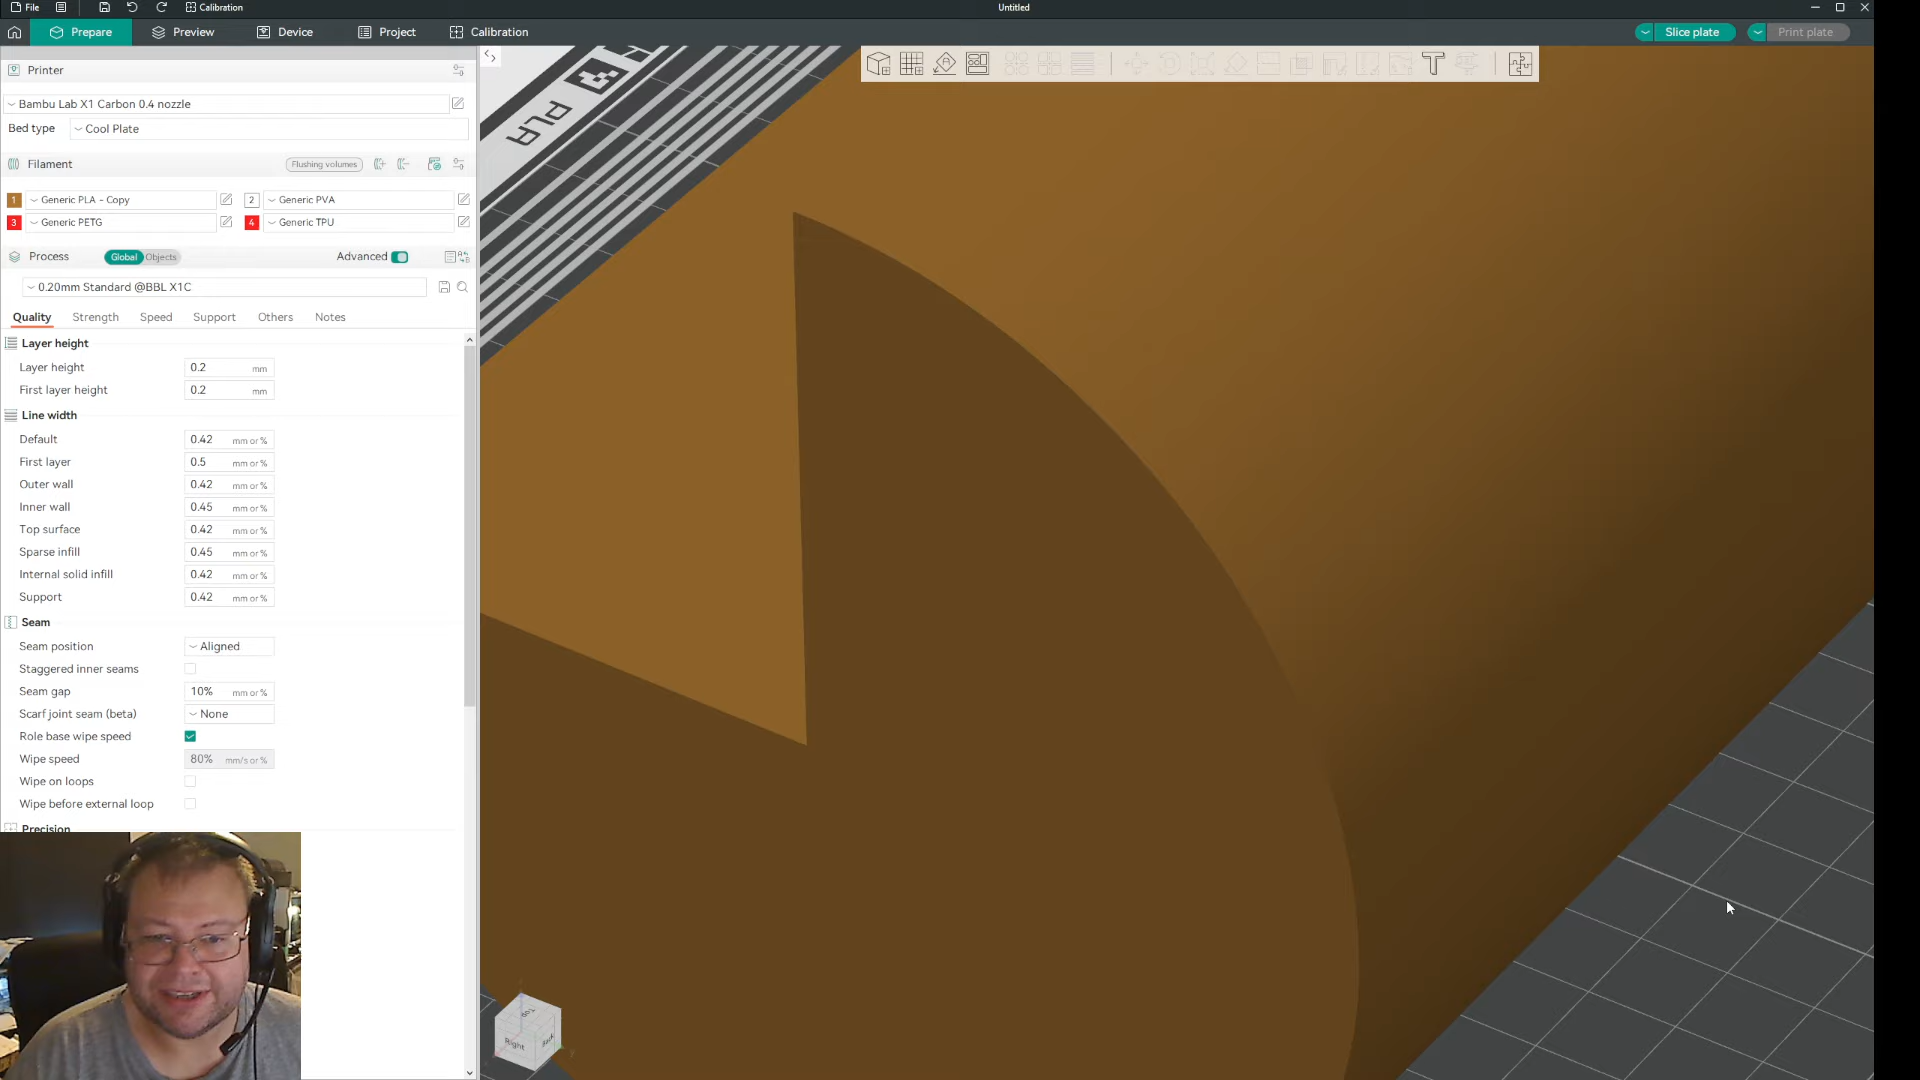 File
Calibration
Untitled
Prepare
Preview
Device
Project
Calibration
Slice plate
Print plate
Printer
Bambu Lab X1 Carbon 0.4 nozzle
Bed type
Cool Plate
Filament
Flushing volumes
1 Generic PLA - Copy
2 Generic PVA
3 Generic PETG
4 Generic TPU
Process
Global
Objects
Advanced
0.20mm Standard @BBL X1C
Quality
Strength
Speed
Support
Others
Notes
Layer height
Layer height 0.2 mm
First layer height 0.2 mm
Line width
Default 0.42 mm or %
First layer 0.5 mm or %
Outer wall 0.42 mm or %
Inner wall 0.45 mm or %
Top surface 0.42 mm or %
Sparse infill 0.45 mm or %
Internal solid infill 0.42 mm or %
Support 0.42 mm or %
Seam
Seam position Aligned
Staggered inner seams
Seam gap 10% mm or %
Scarf joint seam (beta) None
Role base wipe speed
Wipe speed 80% mm/s or %
Wipe on loops
Wipe before external loop
Precision
PLA
Top
Right
Back